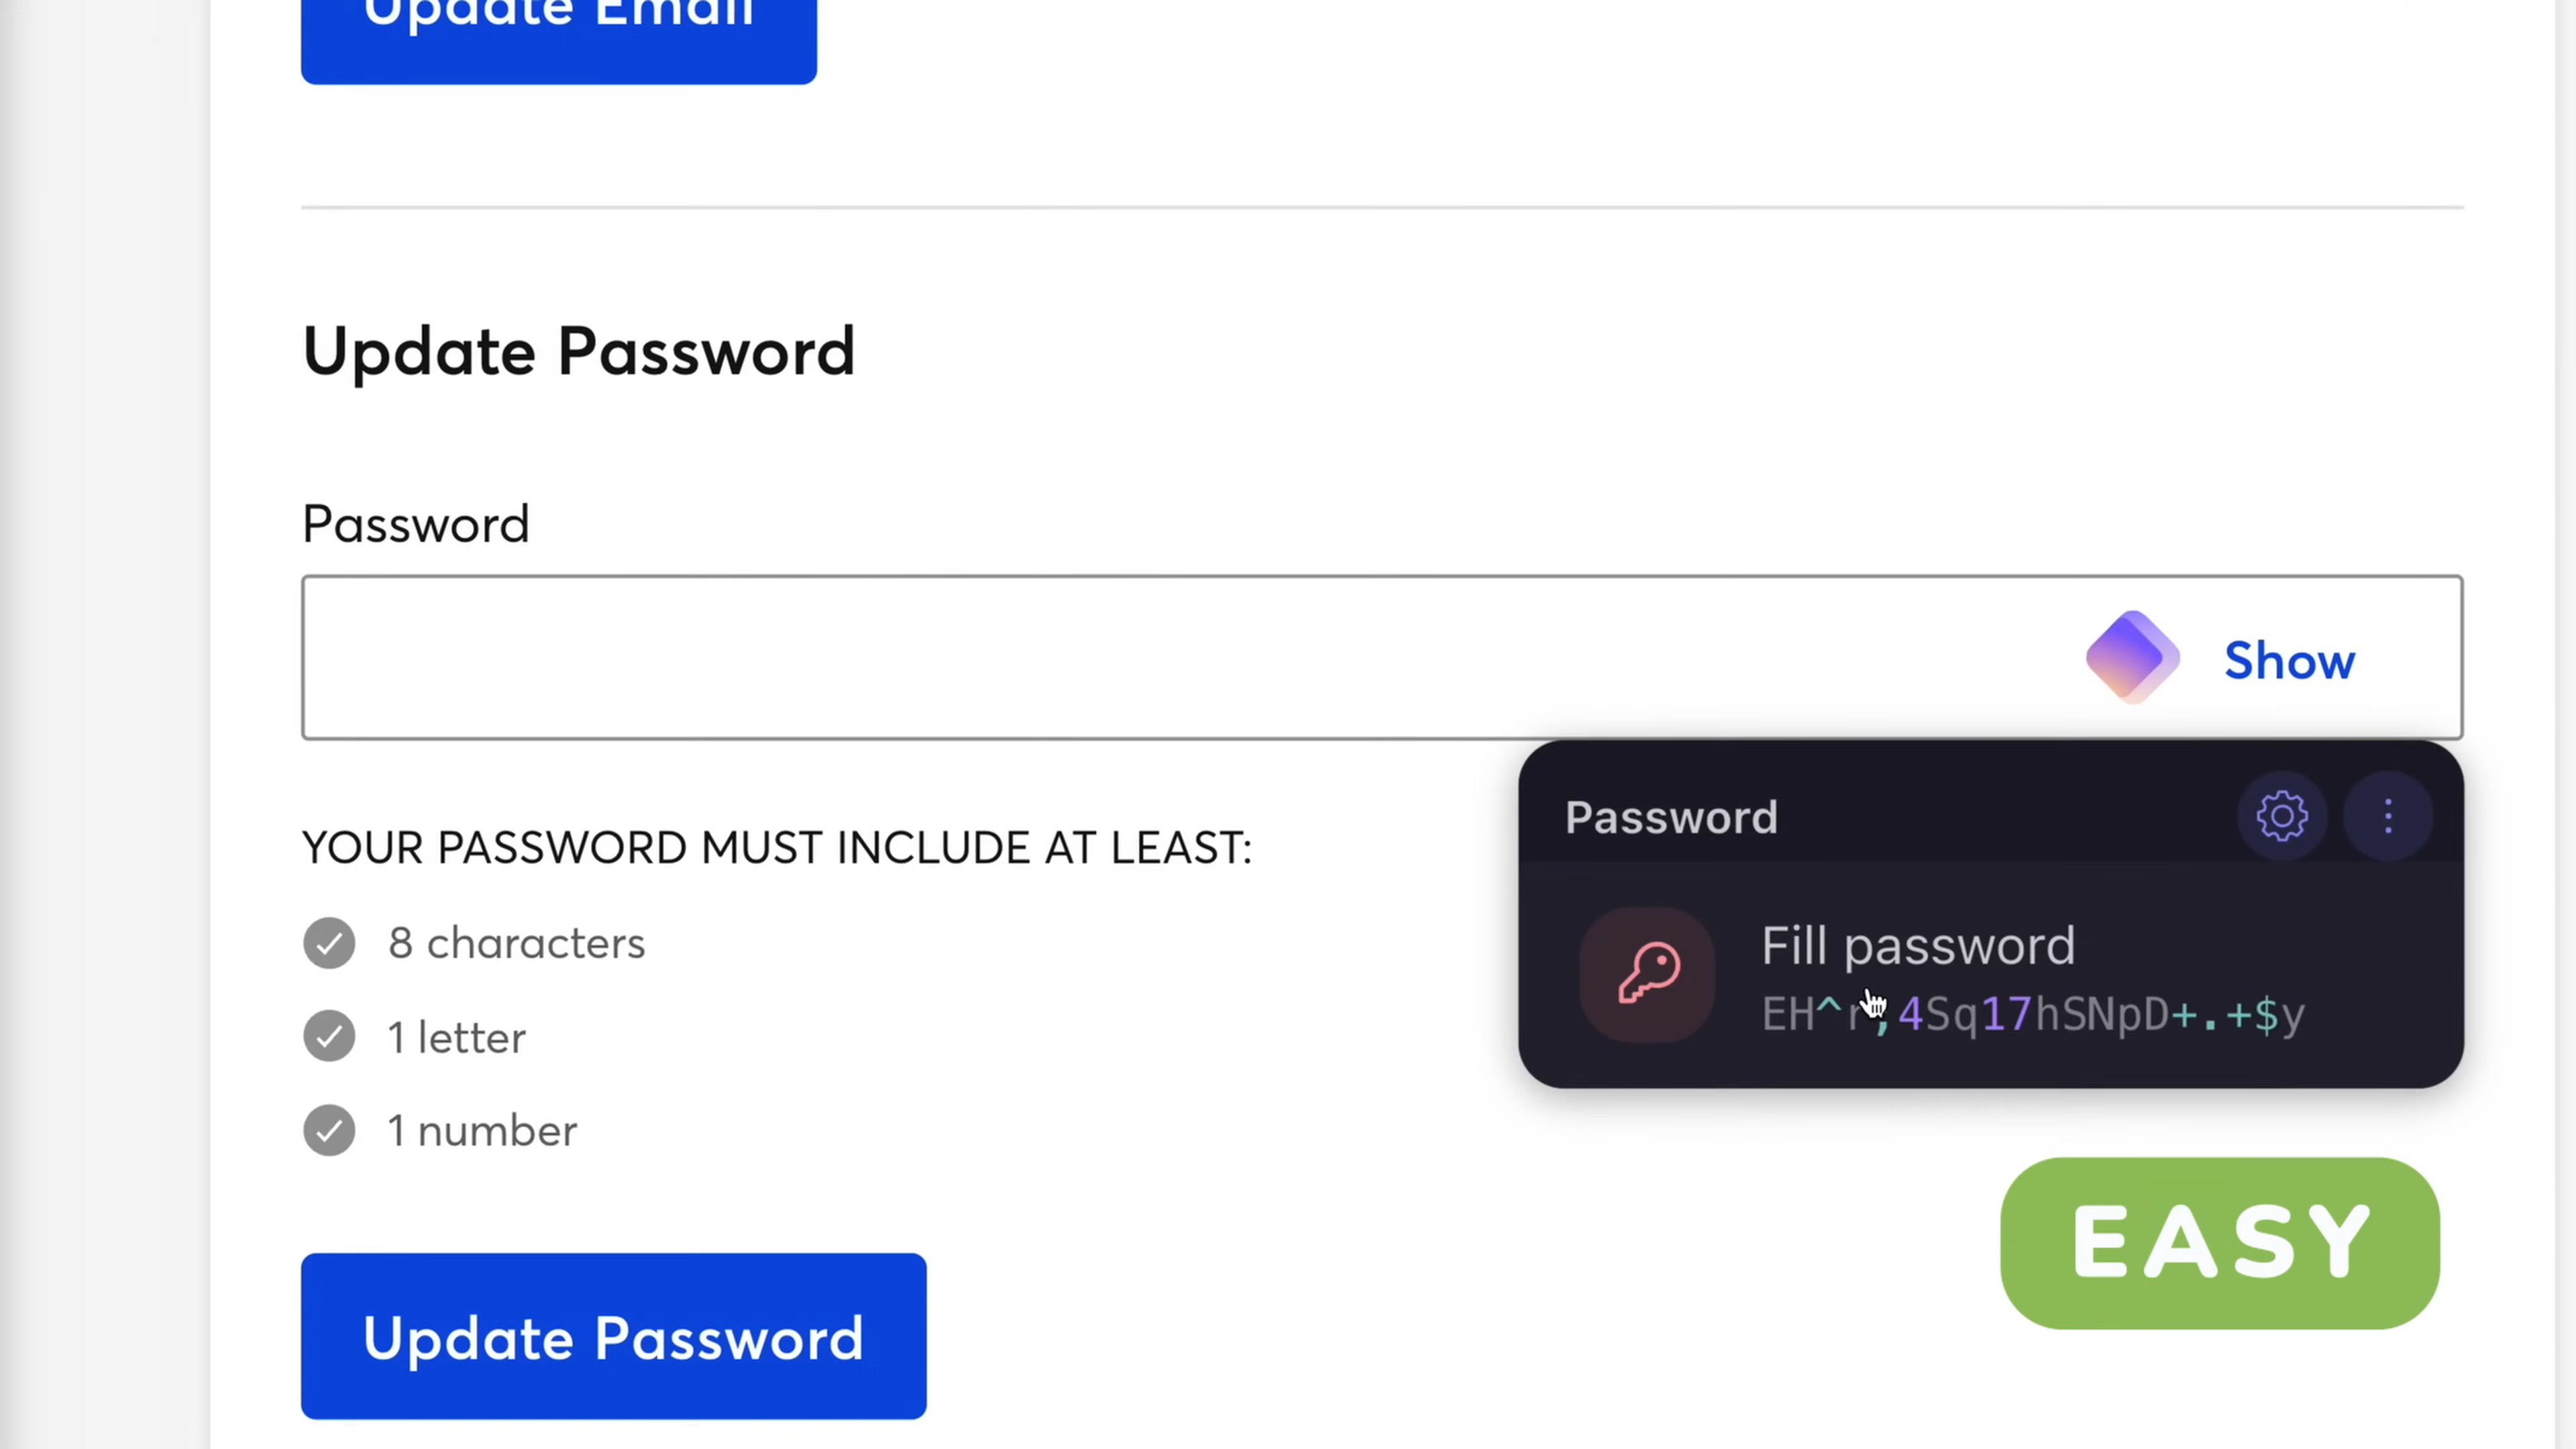 Update Email
Update Password
Password
Show
YOUR PASSWORD MUST INCLUDE AT LEAST:
8 characters
1 letter
1 number
Password
Fill password
EH^r,4Sq17hSNpD+.+$y
EASY
Update Password